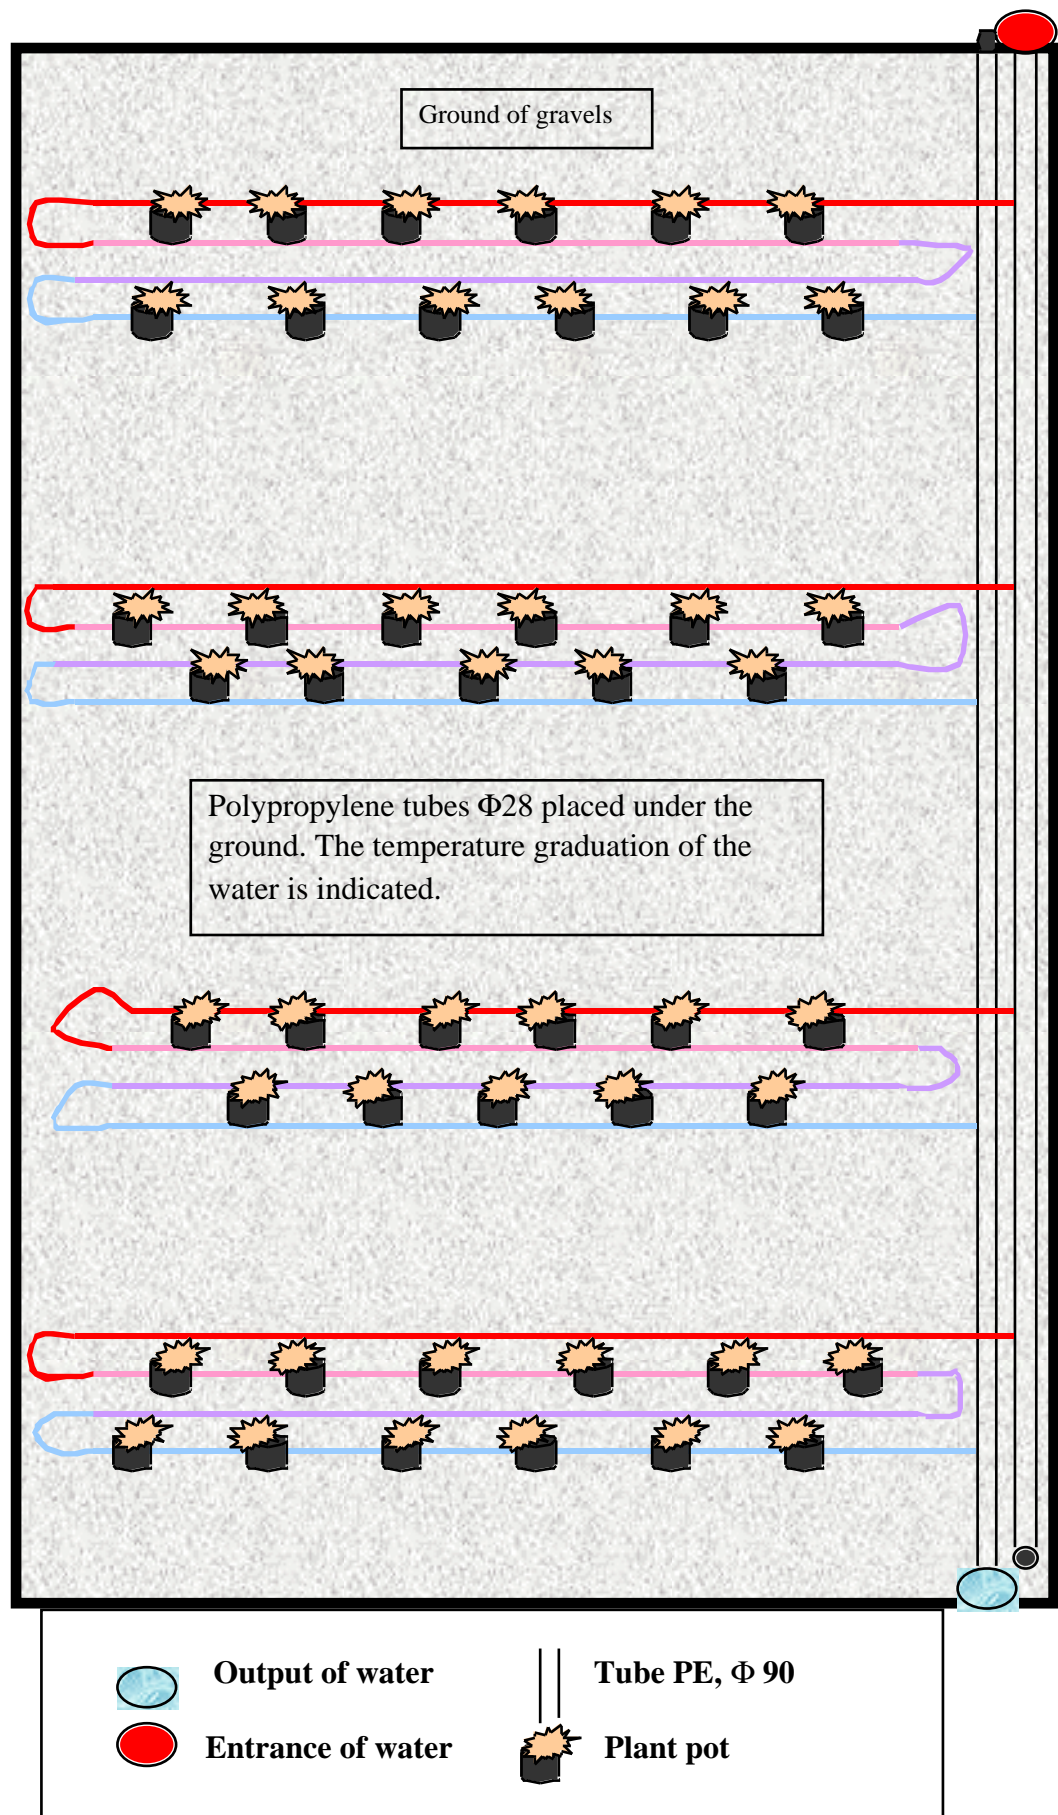 Ground of gravels
Polypropylene tubes Φ28 placed under the
ground. The temperature graduation of the
water is indicated.
Output of water
Tube PE, Φ 90
Entrance of water
Plant pot